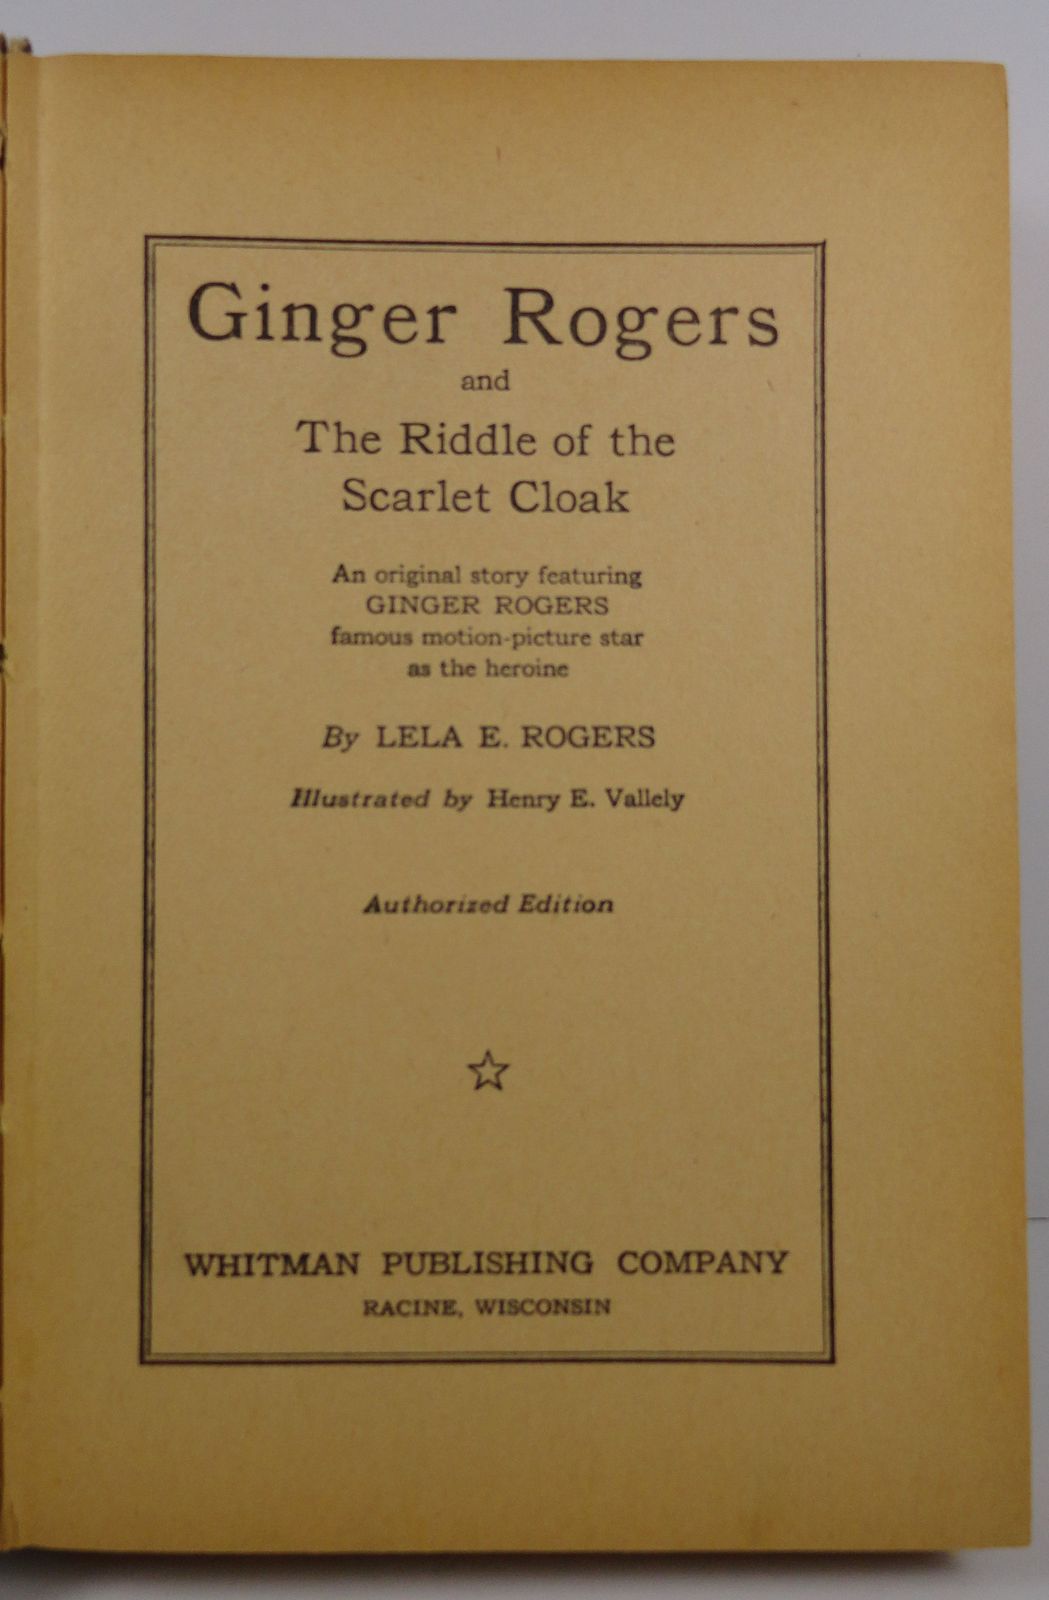 Ginger Rogers
and
The Riddle of the
Scarlet Cloak
An original story featuring
GINGER ROGERS
famous motion-picture star
as the heroine
By LELA E. ROGERS
Illustrated by Henry E. Vallely
Authorized Edition
WHITMAN PUBLISHING COMPANY
RACINE, WISCONSIN